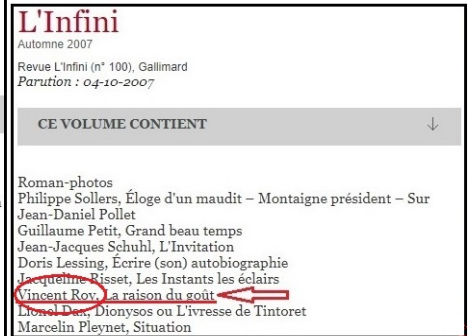 L'Infini
Automne 2007
Revue L'Infini (n° 100), Gallimard
Parution : 04-10-2007
CE VOLUME CONTIENT
Roman-photos
Philippe Sollers, Éloge d'un maudit – Montaigne président – Sur
Jean-Daniel Pollet
Guillaume Petit, Grand beau temps
Jean-Jacques Schuhl, L'Invitation
Doris Lessing, Écrire (son) autobiographie
Jacqueline Risset, Les Instants les éclairs
Vincent Roy, La raison du goût
Lionel Dax, Dionysos ou L'ivresse de Tintoret
Marcelin Pleynet, Situation